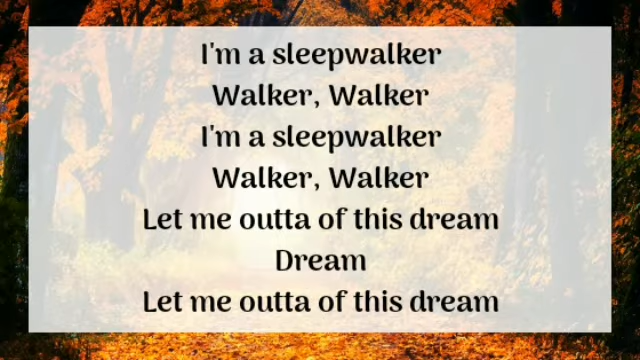 I'm a sleepwalker
Walker, Walker
I'm a sleepwalker
Walker, Walker
Let me outta of this dream
Dream
Let me outta of this dream